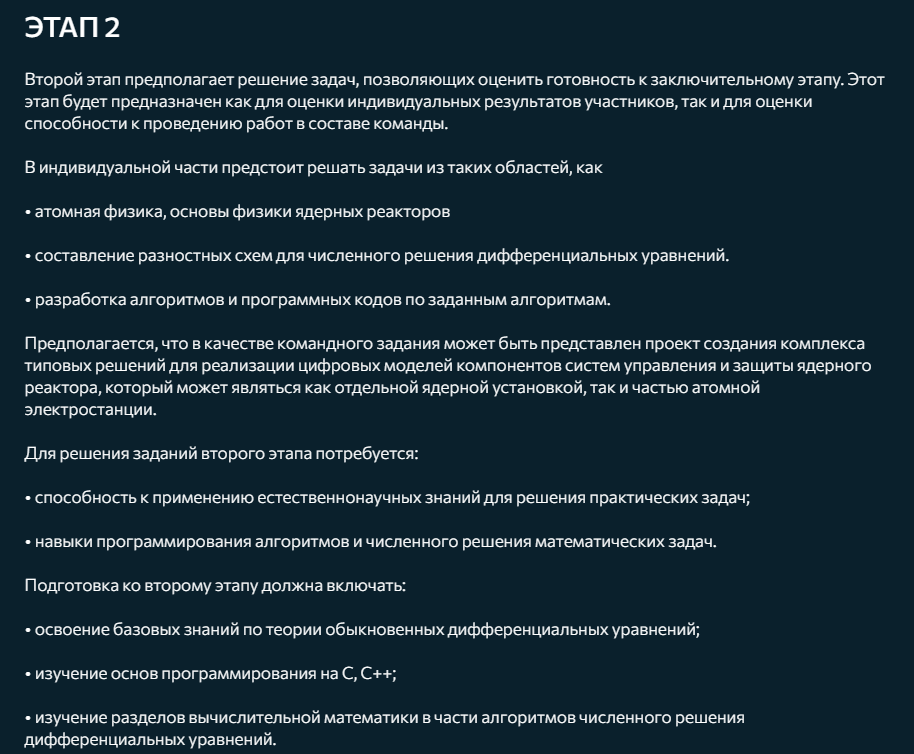 ЭТАП 2
Второй этап предполагает решение задач, позволяющих оценить готовность к заключительному этапу. Этот
этап будет предназначен как для оценки индивидуальных результатов участников, так и для оценки
способности к проведению работ в составе команды.
В индивидуальной части предстоит решать задачи из таких областей, как
• атомная физика, основы физики ядерных реакторов
• составление разностных схем для численного решения дифференциальных уравнений.
• разработка алгоритмов и программных кодов по заданным алгоритмам.
Предполагается, что в качестве командного задания может быть представлен проект создания комплекса
типовых решений для реализации цифровых моделей компонентов систем управления и защиты ядерного
реактора, который может являться как отдельной ядерной установкой, так и частью атомной
электростанции.
Для решения заданий второго этапа потребуется:
• способность к применению естественнонаучных знаний для решения практических задач;
• навыки программирования алгоритмов и численного решения математических задач.
Подготовка ко второму этапу должна включать:
• освоение базовых знаний по теории обыкновенных дифференциальных уравнений;
• изучение основ программирования на С, С++;
• изучение разделов вычислительной математики в части алгоритмов численного решения
дифференциальных уравнений.